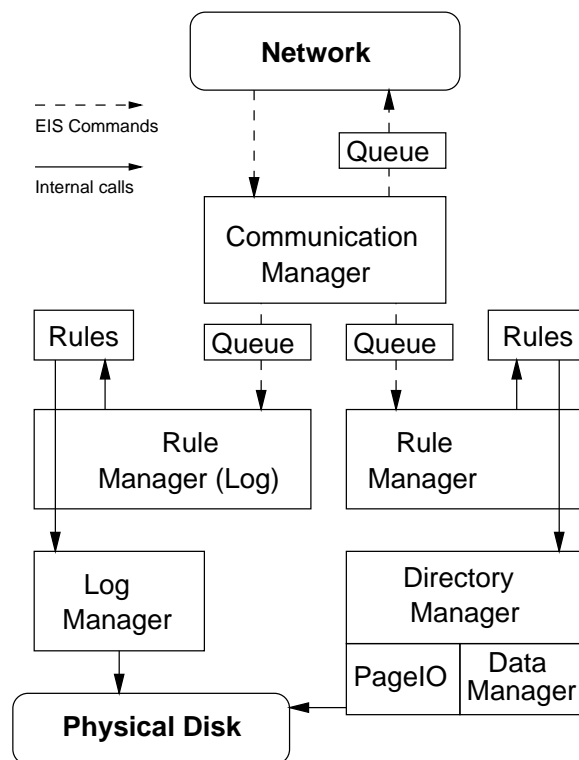 Network
EIS Commands
Queue
Internal calls
Communication
Manager
Rules
Queue
Queue
Rules
Rule
Manager (Log)
Rule
Manager
Log
Manager
Directory
Manager
PageIO
Data
Manager
Physical Disk